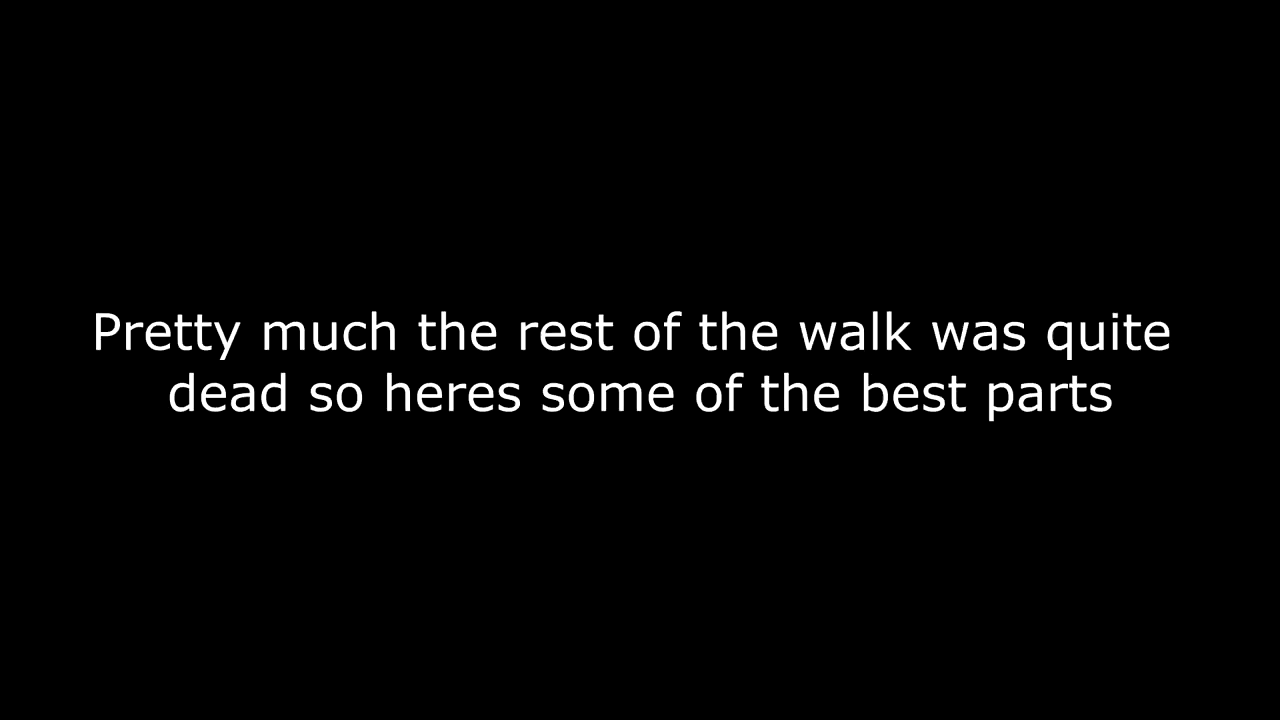 Pretty much the rest of the walk was quite
dead so heres some of the best parts